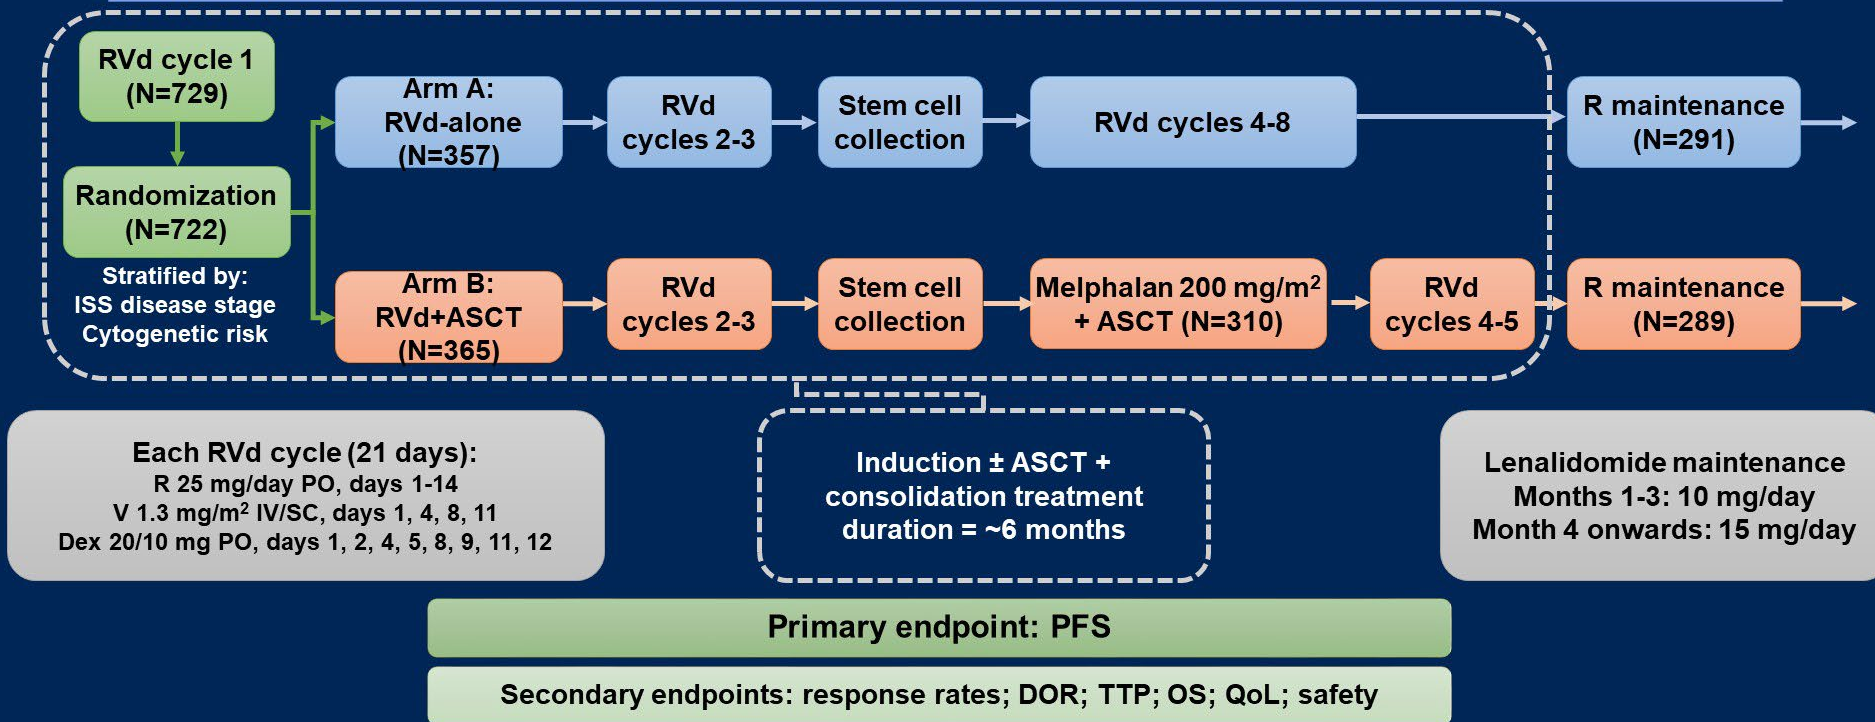 RVd cycle 1
(N=729)
Randomization
(N=722)
Stratified by:
ISS disease stage
Cytogenetic risk
Arm A:
RVd-alone
(N=357)
RVd
cycles 2-3
Stem cell
collection
RVd cycles 4-8
R maintenance
(N=291)
Arm B:
RVd+ASCT
(N=365)
RVd
cycles 2-3
Stem cell
collection
Melphalan 200 mg/m²
+ ASCT (N=310)
RVd
cycles 4-5
R maintenance
(N=289)
Each RVd cycle (21 days):
R 25 mg/day PO, days 1-14
V 1.3 mg/m² IV/SC, days 1, 4, 8, 11
Dex 20/10 mg PO, days 1, 2, 4, 5, 8, 9, 11, 12
Induction ± ASCT +
consolidation treatment
duration = ~6 months
Lenalidomide maintenance
Months 1-3: 10 mg/day
Month 4 onwards: 15 mg/day
Primary endpoint: PFS
Secondary endpoints: response rates; DOR; TTP; OS; QoL; safety